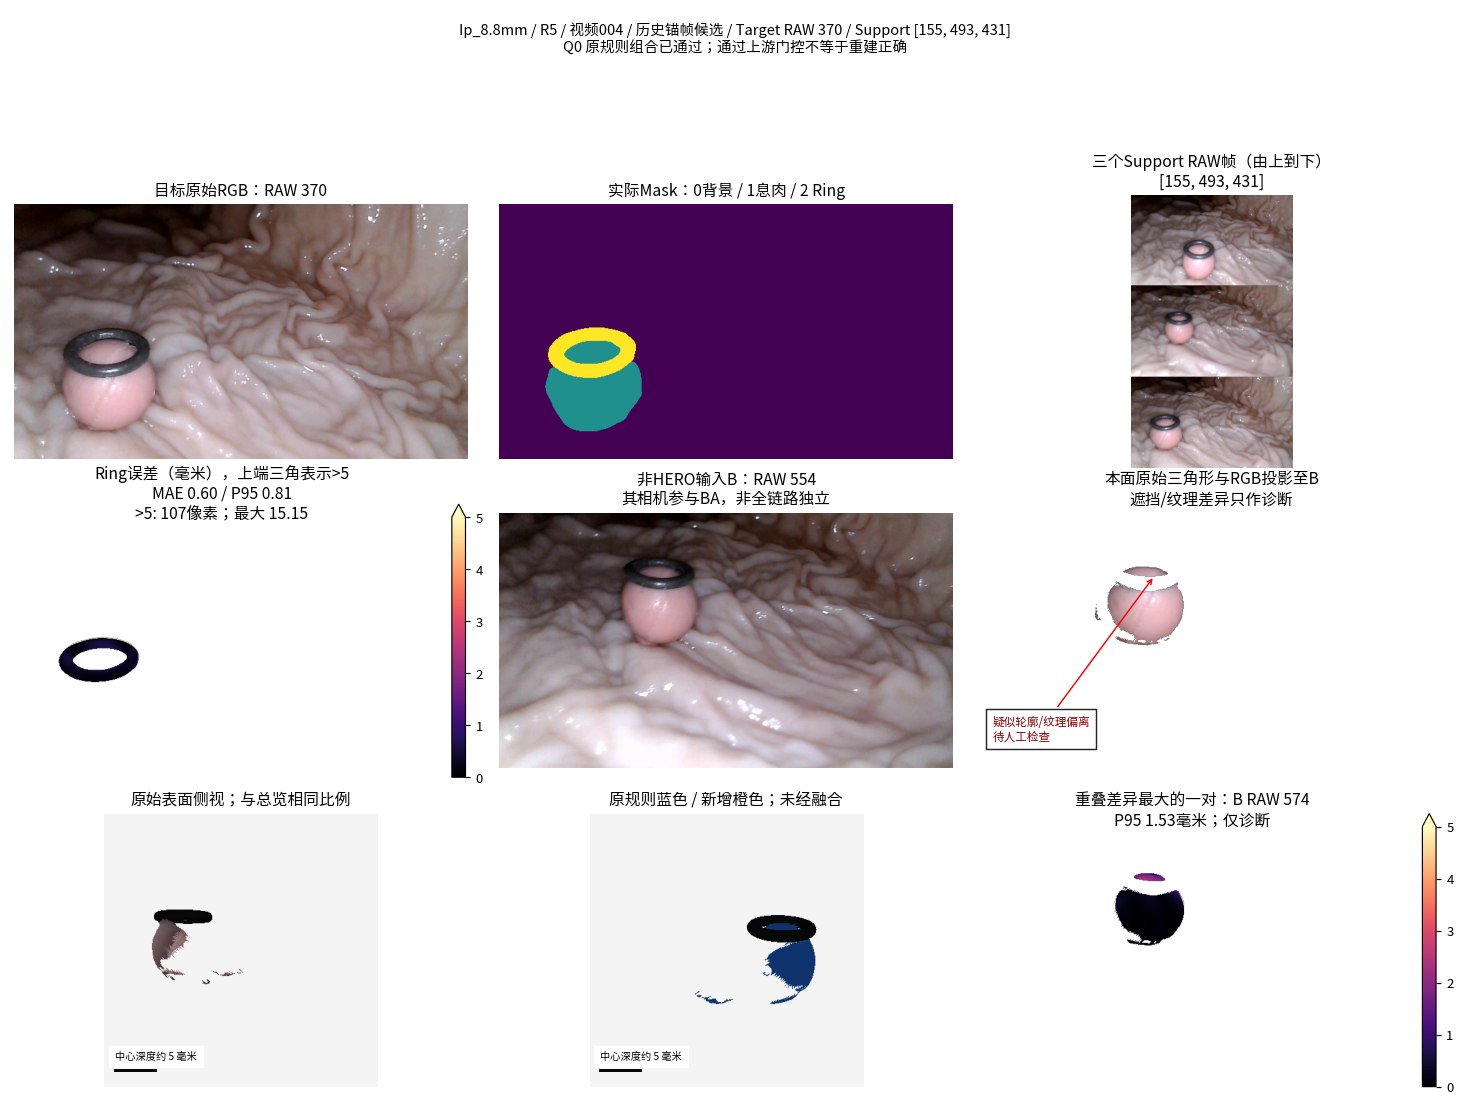 Ip_8.8mm / R5 / 视频004 / 历史锚帧候选 / Target RAW 370 / Support [155, 493, 431]
Q0 原规则组合已通过；通过上游门控不等于重建正确
目标原始RGB：RAW 370
实际Mask：0背景 / 1息肉 / 2 Ring
三个Support RAW帧（由上到下）
[155, 493, 431]
Ring误差（毫米），上端三角表示>5
MAE 0.60 / P95 0.81
>5: 107像素；最大 15.15
5
4
3
2
1
0
非HERO输入B：RAW 554
其相机参与BA，非全链路独立
本面原始三角形与RGB投影至B
遮挡/纹理差异只作诊断
疑似轮廓/纹理偏离
待人工检查
原始表面侧视；与总览相同比例
中心深度约 5 毫米
原规则蓝色 / 新增橙色；未经融合
中心深度约 5 毫米
重叠差异最大的一对：B RAW 574
P95 1.53毫米；仅诊断
5
4
3
2
1
0